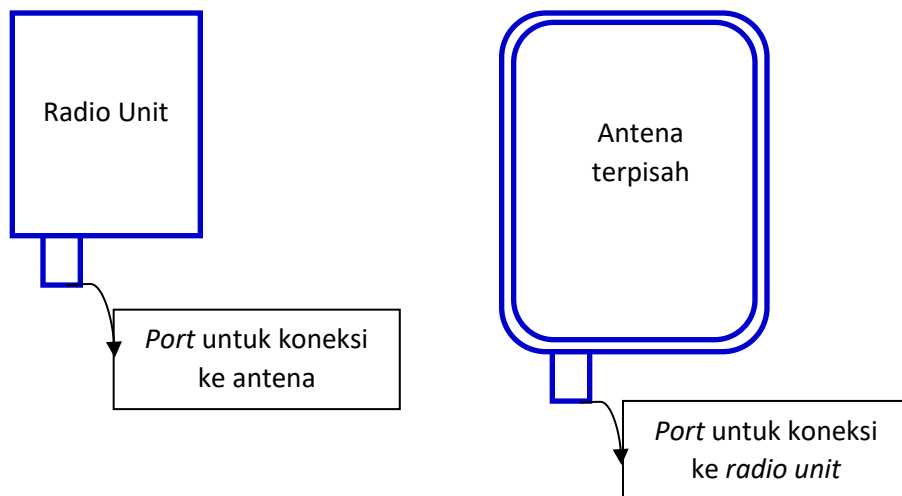 Radio Unit
Port untuk koneksi
ke antena
Antena
terpisah
Port untuk koneksi
ke radio unit